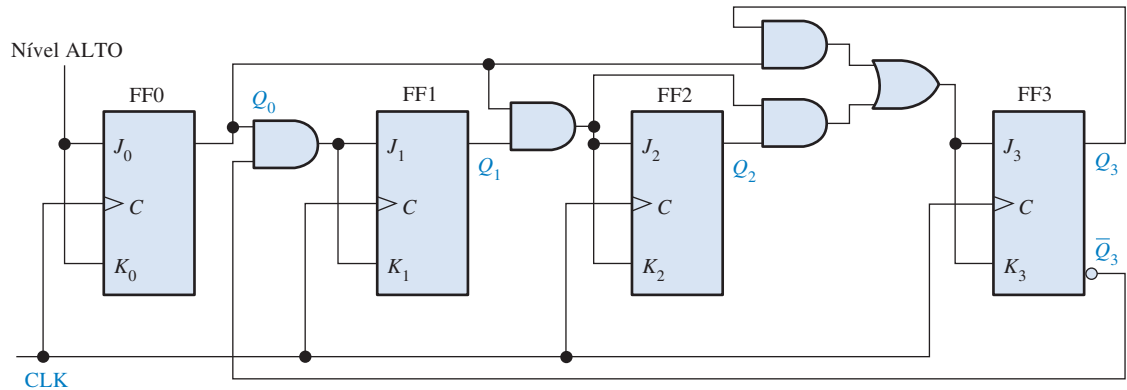 Nível ALTO
FF0
FF1
FF2
FF3
Q0
J0
C
K0
J1
Q1
C
K1
J2
Q2
C
K2
J3
Q3
C
Q̅3
K3
CLK